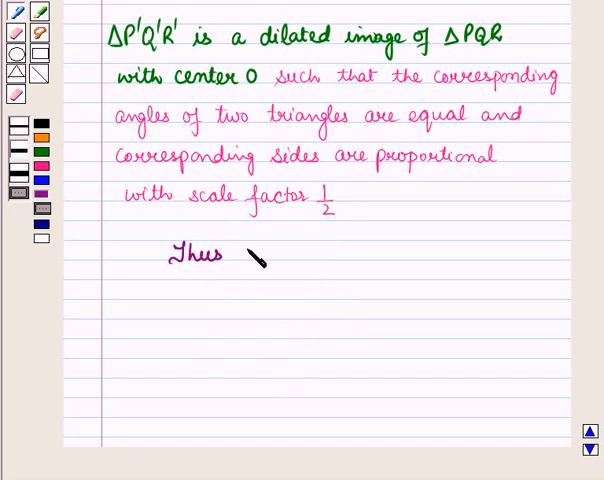 ΔP'Q'R' is a dilated image of ΔPQR
with center O such that the corresponding
angles of two triangles are equal and
corresponding sides are proportional
with scale factor 1/2
Thus